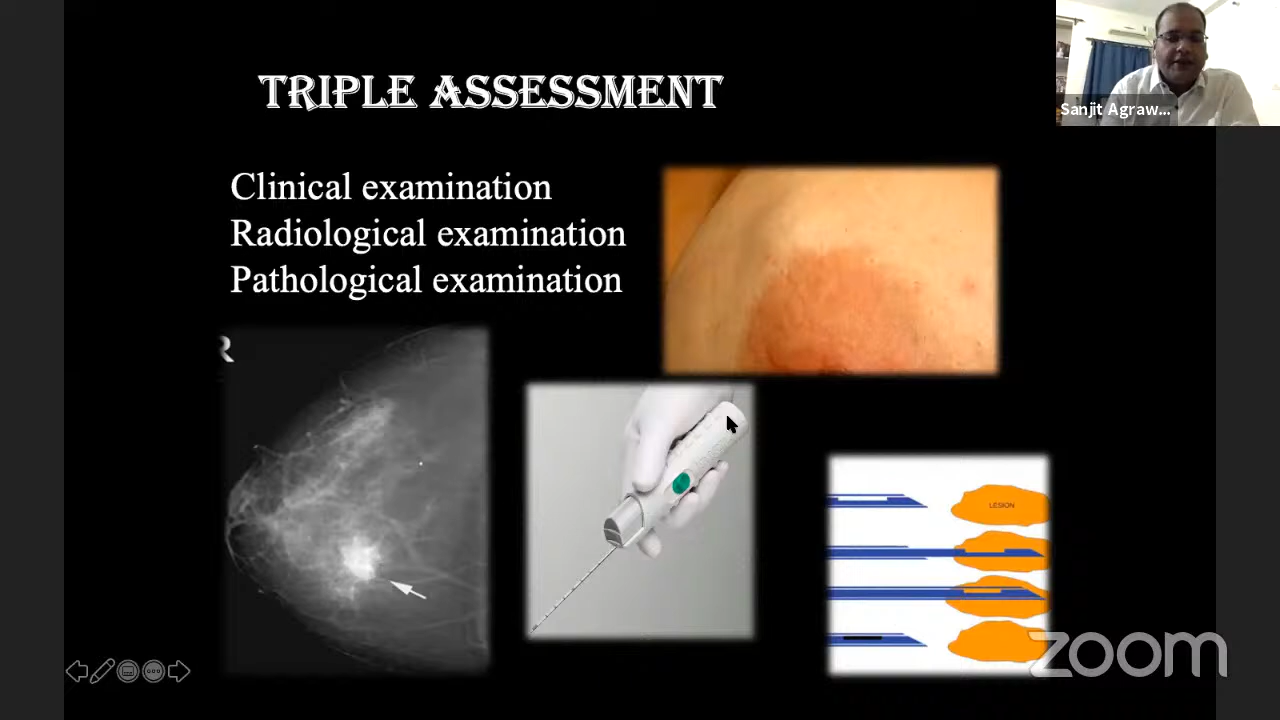 TRIPLE ASSESSMENT
Sanjit Agraw...
Clinical examination
Radiological examination
Pathological examination
R
LESION
zoom